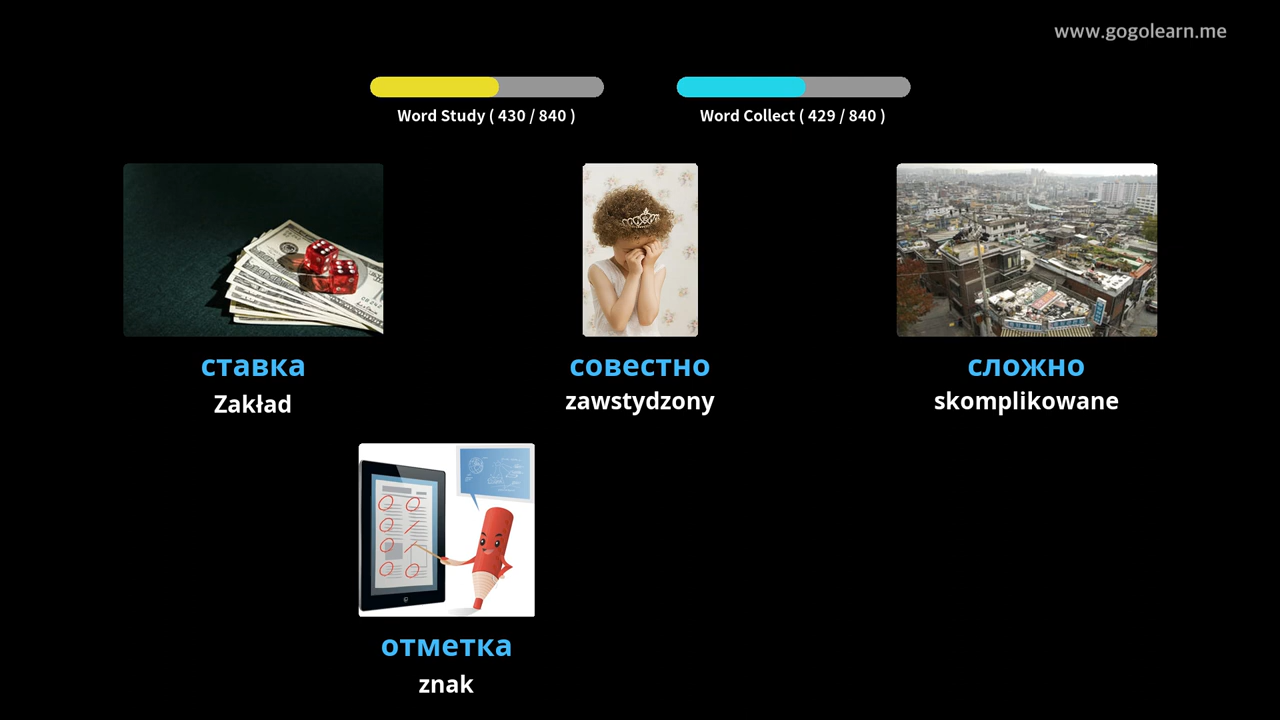 www.gogolearn.me
Word Study ( 430 / 840 )
Word Collect ( 429 / 840 )
ставка
Zakład
совестно
zawstydzony
сложно
skomplikowane
отметка
znak